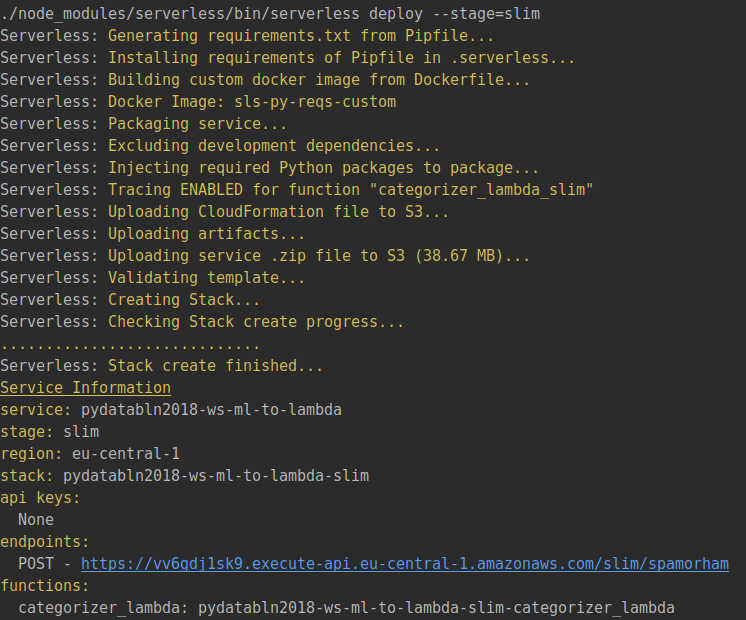 ./node_modules/serverless/bin/serverless deploy --stage=slim
Serverless: Generating requirements.txt from Pipfile...
Serverless: Installing requirements of Pipfile in .serverless...
Serverless: Building custom docker image from Dockerfile...
Serverless: Docker Image: sls-py-reqs-custom
Serverless: Packaging service...
Serverless: Excluding development dependencies...
Serverless: Injecting required Python packages to package...
Serverless: Tracing ENABLED for function "categorizer_lambda_slim"
Serverless: Uploading CloudFormation file to S3...
Serverless: Uploading artifacts...
Serverless: Uploading service .zip file to S3 (38.67 MB)...
Serverless: Validating template...
Serverless: Creating Stack...
Serverless: Checking Stack create progress...
.............................
Serverless: Stack create finished...
Service Information
service: pydatabln2018-ws-ml-to-lambda
stage: slim
region: eu-central-1
stack: pydatabln2018-ws-ml-to-lambda-slim
api keys:
  None
endpoints:
  POST - https://vv6gdj1sk9.execute-api.eu-central-1.amazonaws.com/slim/spamorham
functions:
  categorizer_lambda: pydatabln2018-ws-ml-to-lambda-slim-categorizer_lambda